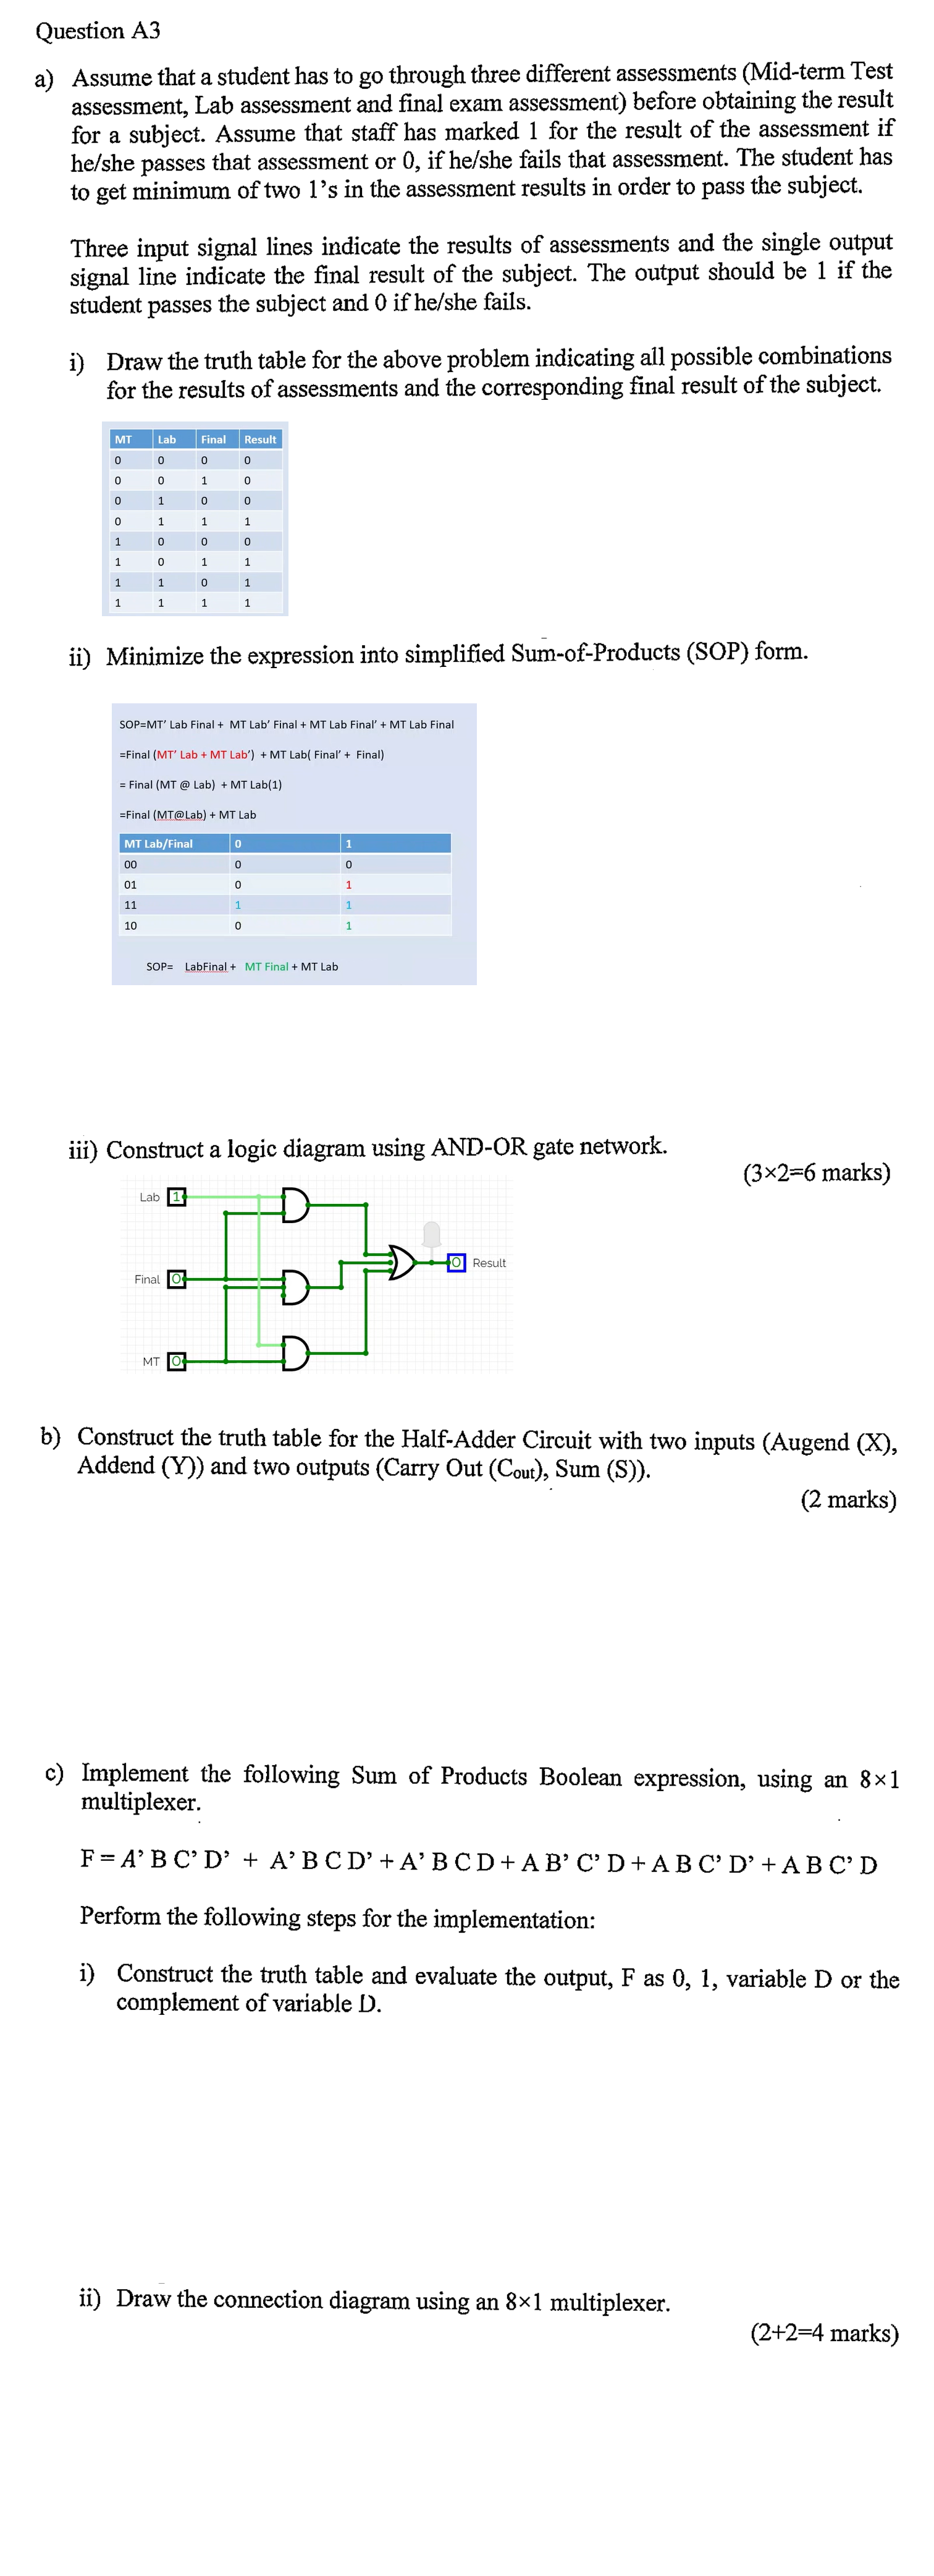 Question A3
a) Assume that a student has to go through three different assessments (Mid-term Test
assessment, Lab assessment and final exam assessment) before obtaining the result
for a subject. Assume that staff has marked 1 for the result of the assessment if
he/she passes that assessment or 0, if he/she fails that assessment. The student has
to get minimum of two 1’s in the assessment results in order to pass the subject.
Three input signal lines indicate the results of assessments and the single output
signal line indicate the final result of the subject. The output should be 1 if the
student passes the subject and 0 if he/she fails.
i) Draw the truth table for the above problem indicating all possible combinations
for the results of assessments and the corresponding final result of the subject.
MT Lab Final Result
0 0 0 0
0 0 1 0
0 1 0 0
0 1 1 1
1 0 0 0
1 0 1 1
1 1 0 1
1 1 1 1
ii) Minimize the expression into simplified Sum-of-Products (SOP) form.
SOP=MT’ Lab Final + MT Lab’ Final + MT Lab Final’ + MT Lab Final
=Final (MT’ Lab + MT Lab’) + MT Lab( Final’ + Final)
= Final (MT @ Lab) + MT Lab(1)
=Final (MT@Lab) + MT Lab
MT Lab/Final 0 1
00 0 0
01 0 1
11 1 1
10 0 1
SOP= LabFinal + MT Final + MT Lab
iii) Construct a logic diagram using AND-OR gate network.
(3×2=6 marks)
Lab 1
0 Result
Final 0
MT 0
b) Construct the truth table for the Half-Adder Circuit with two inputs (Augend (X),
Addend (Y)) and two outputs (Carry Out (Cout), Sum (S)).
(2 marks)
c) Implement the following Sum of Products Boolean expression, using an 8×1
multiplexer.
F = A’ B C’ D’ + A’ B C D’ + A’ B C D + A B’ C’ D + A B C’ D’ + A B C’ D
Perform the following steps for the implementation:
i) Construct the truth table and evaluate the output, F as 0, 1, variable D or the
complement of variable D.
ii) Draw the connection diagram using an 8×1 multiplexer.
(2+2=4 marks)